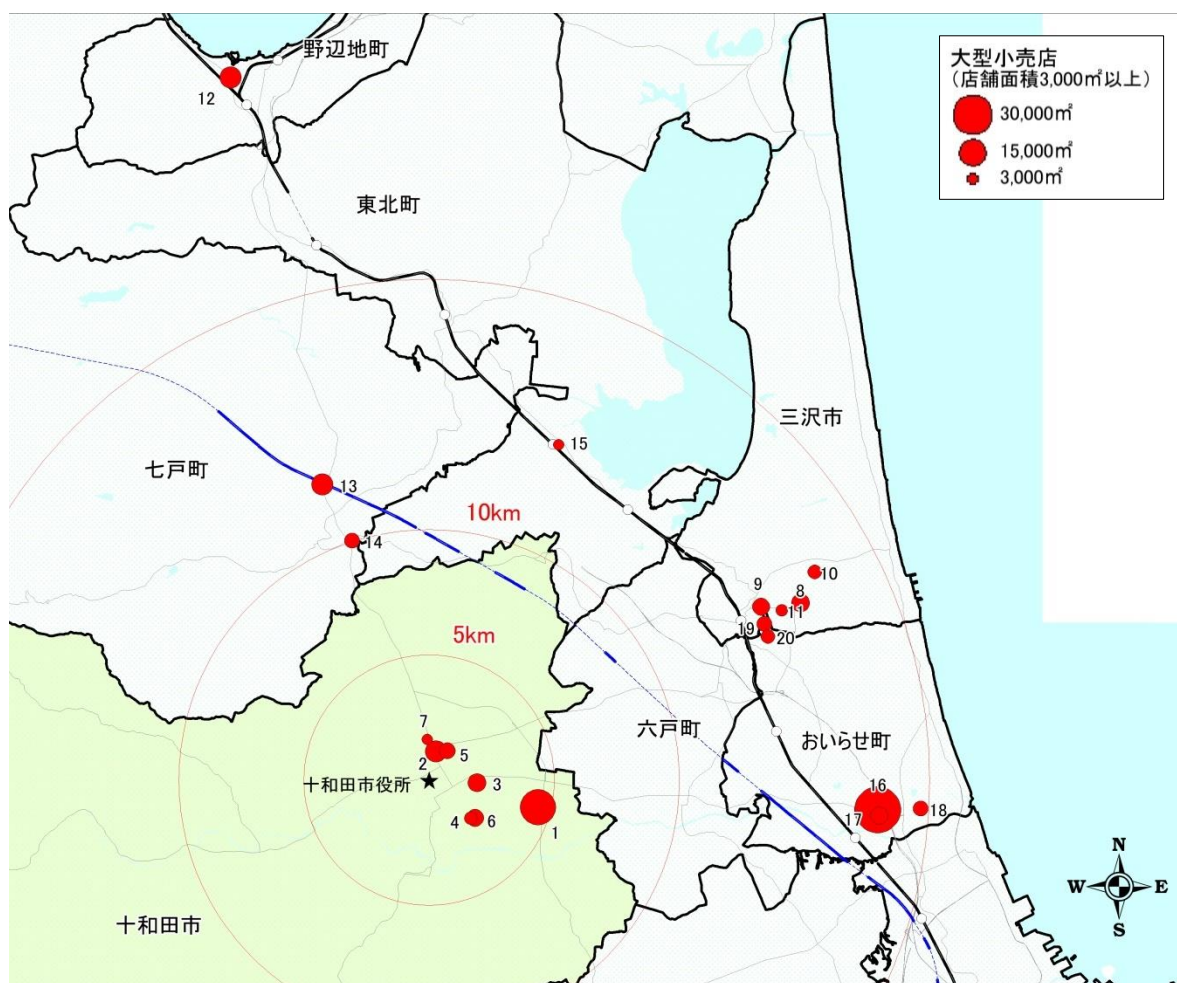 野辺地町
大型小売店
(店舗面積3,000㎡以上)
30,000㎡
15,000㎡
3,000㎡
12
東北町
三沢市
15
七戸町
13
10km
14
10
9
8
11
19
20
5km
六戸町
おいらせ町
7
2
5
十和田市役所
3
4
6
1
16
17
18
N
W
E
S
十和田市